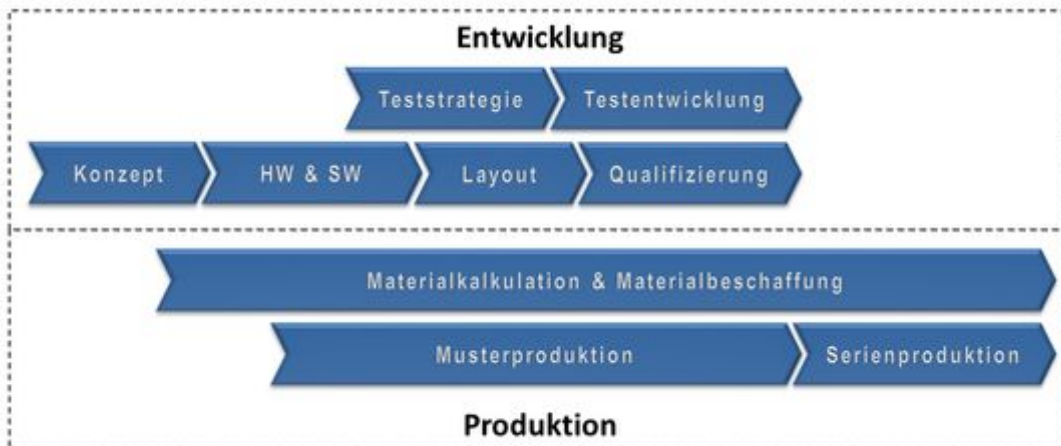 Entwicklung
Teststrategie Testentwicklung
Konzept HW & SW Layout Qualifizierung
Materialkalkulation & Materialbeschaffung
Musterproduktion Serienproduktion
Produktion